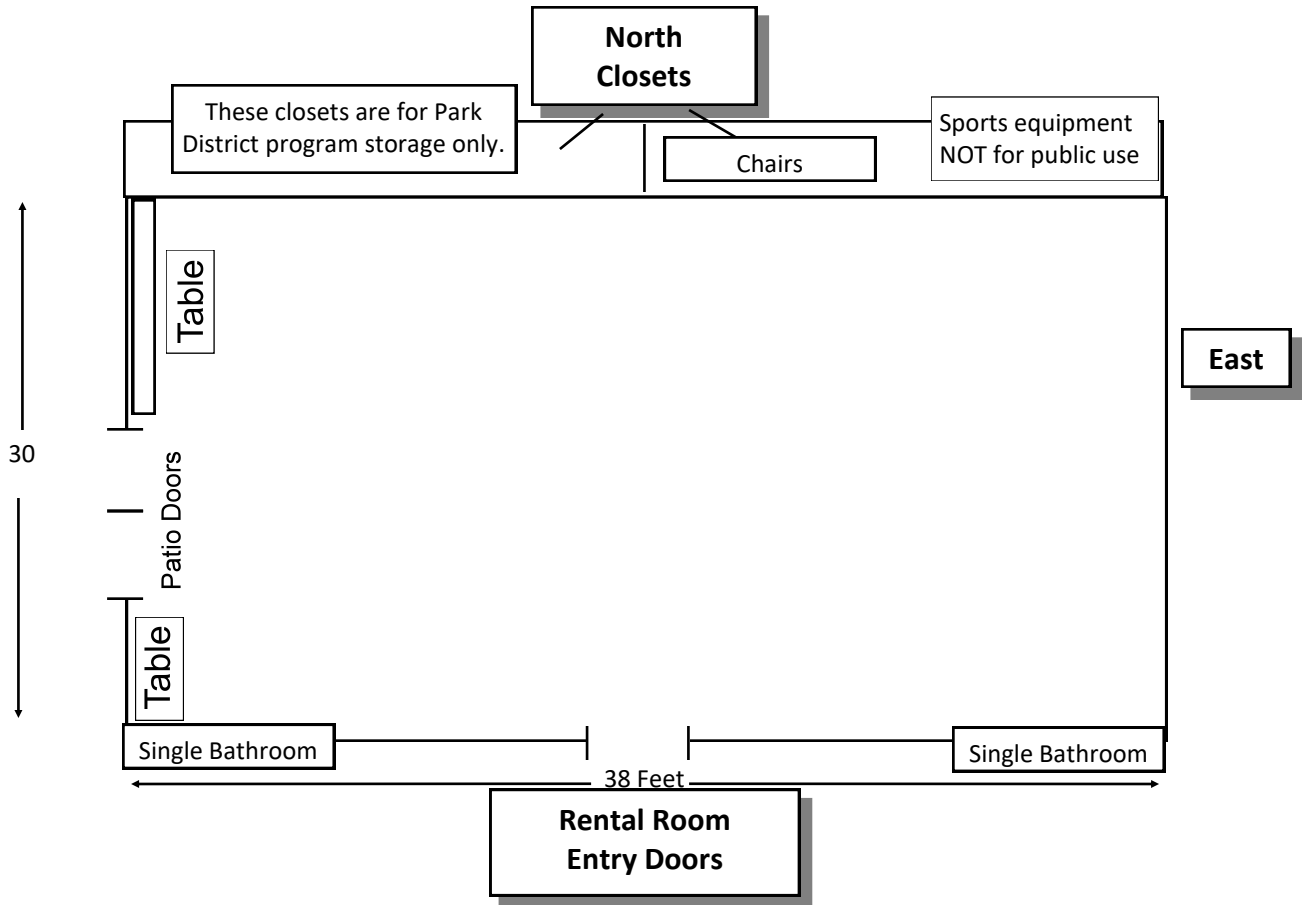 North
Closets
These closets are for Park
District program storage only.
Chairs
Sports equipment
NOT for public use
Table
East
30
Patio Doors
Table
Single Bathroom
Single Bathroom
38 Feet
Rental Room
Entry Doors